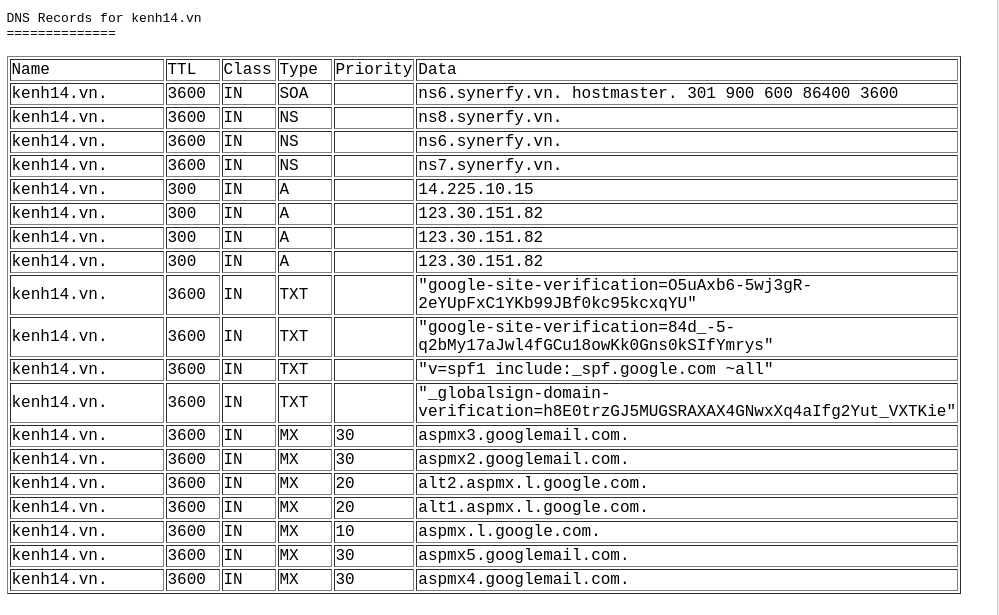 DNS Records for kenh14.vn
==============
Name TTL Class Type Priority Data
kenh14.vn. 3600 IN SOA ns6.synerfy.vn. hostmaster. 301 900 600 86400 3600
kenh14.vn. 3600 IN NS ns8.synerfy.vn.
kenh14.vn. 3600 IN NS ns6.synerfy.vn.
kenh14.vn. 3600 IN NS ns7.synerfy.vn.
kenh14.vn. 300 IN A 14.225.10.15
kenh14.vn. 300 IN A 123.30.151.82
kenh14.vn. 300 IN A 123.30.151.82
kenh14.vn. 300 IN A 123.30.151.82
kenh14.vn. 3600 IN TXT "google-site-verification=O5uAxb6-5wj3gR-
2eYUpFxC1YKb99JBf0kc95kcxqYU"
kenh14.vn. 3600 IN TXT "google-site-verification=84d_-5-
q2bMy17aJwl4fGCu18owKk0Gns0kSIfYmrys"
kenh14.vn. 3600 IN TXT "v=spf1 include:_spf.google.com ~all"
kenh14.vn. 3600 IN TXT "_globalsign-domain-
verification=h8E0trzGJ5MUGSRAXAX4GNwxXq4aIfg2Yut_VXTKie"
kenh14.vn. 3600 IN MX 30 aspmx3.googlemail.com.
kenh14.vn. 3600 IN MX 30 aspmx2.googlemail.com.
kenh14.vn. 3600 IN MX 20 alt2.aspmx.l.google.com.
kenh14.vn. 3600 IN MX 20 alt1.aspmx.l.google.com.
kenh14.vn. 3600 IN MX 10 aspmx.l.google.com.
kenh14.vn. 3600 IN MX 30 aspmx5.googlemail.com.
kenh14.vn. 3600 IN MX 30 aspmx4.googlemail.com.